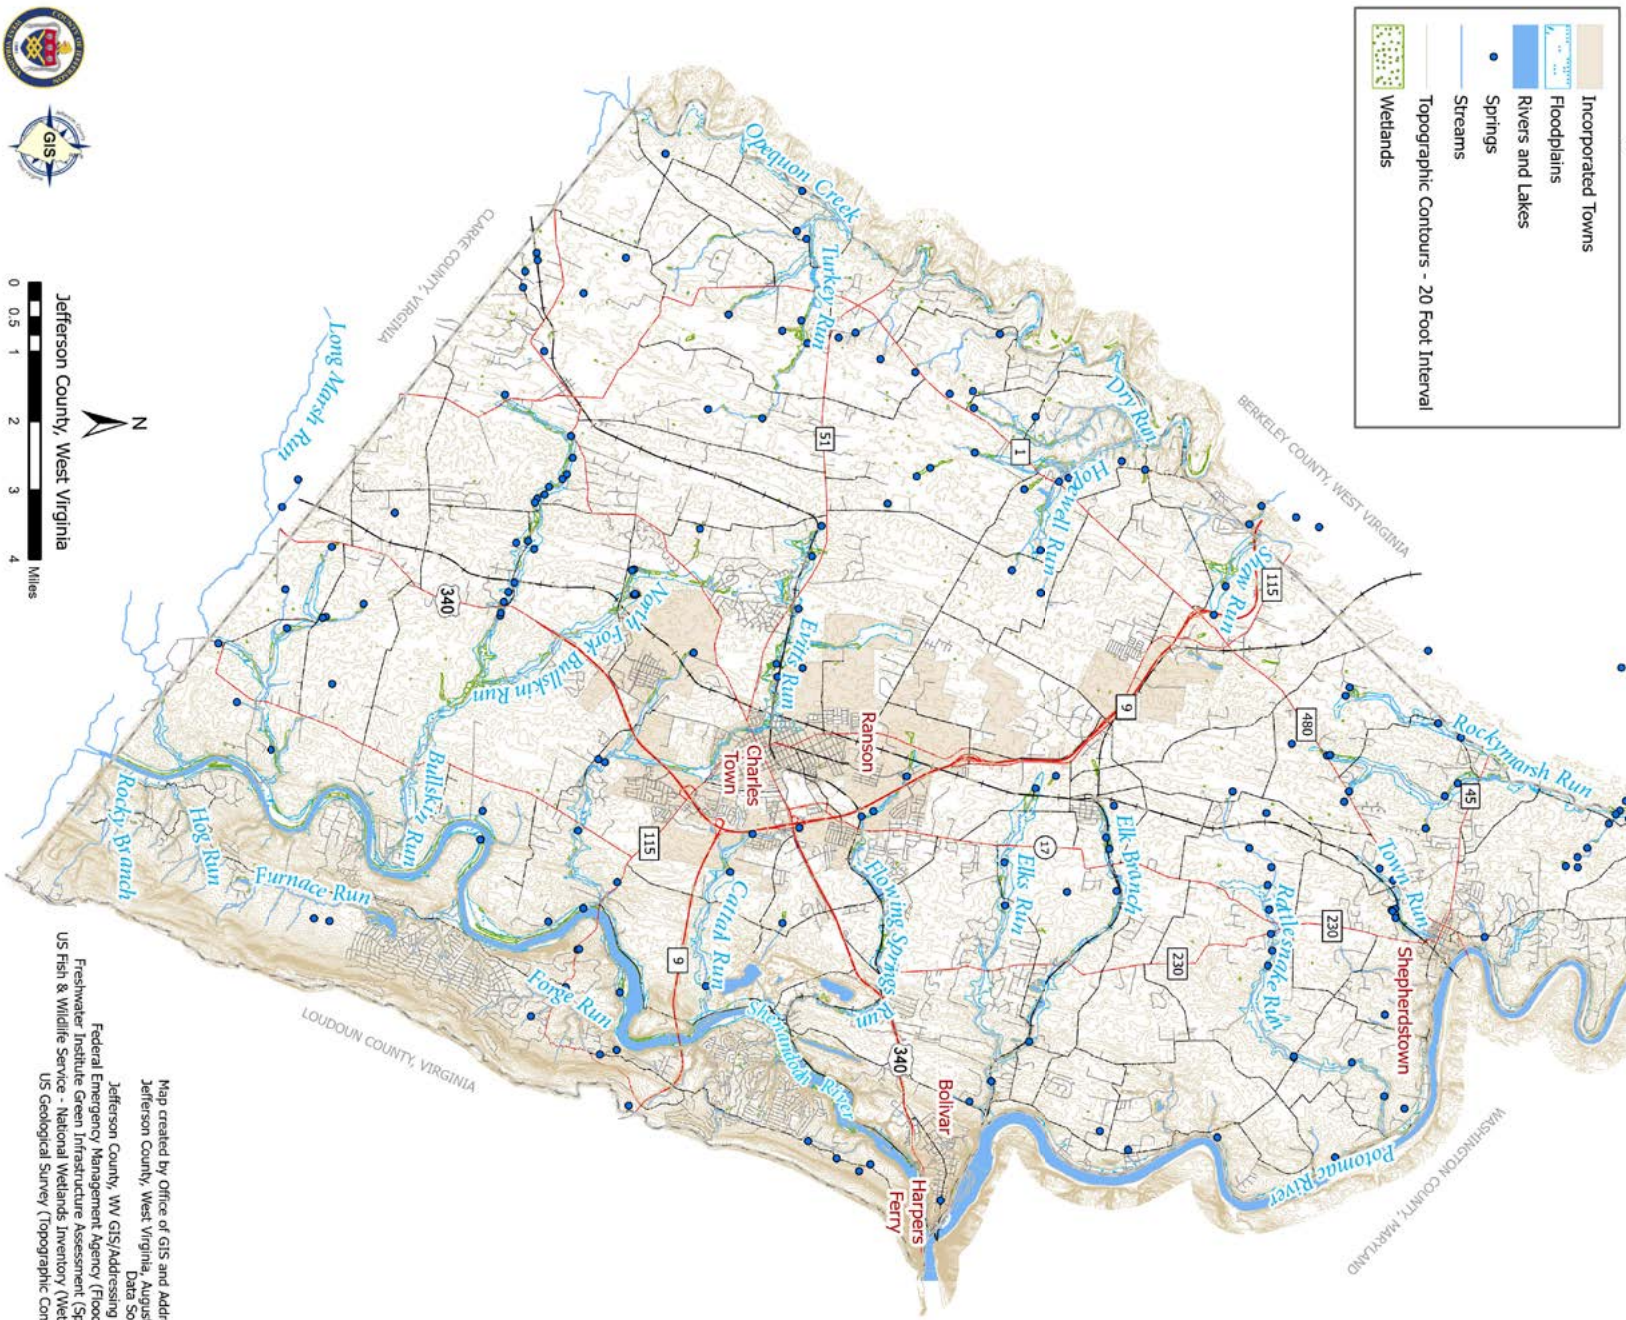 Incorporated Towns
Floodplains
Rivers and Lakes
Springs
Streams
Topographic Contours - 20 Foot Interval
Wetlands
BERKELEY COUNTY, WEST VIRGINIA
CLARKE COUNTY, VIRGINIA
LOUDOUN COUNTY, VIRGINIA
WASHINGTON COUNTY, MARYLAND
Opequon Creek
Turkey Run
Dry Run
Hopewell Run
Shaw Run
Rockymarsh Run
Town Run
Rattlesnake Run
Elk Branch
Elks Run
Flowing Springs Run
Evitts Run
North Fork Bullskin Run
Bullskin Run
Long Marsh Run
Rocky Branch
Hog Run
Furnace Run
Forge Run
Cattail Run
Shenandoah River
Potomac River
Ranson
Charles
Town
Shepherdstown
Bolivar
Harpers
Ferry
51
1
115
9
480
45
17
230
230
340
115
9
340
GIS
N
Jefferson County, West Virginia
0 0.5 1 2 3 4
Miles
Map created by Office of GIS and Addr
Jefferson County, West Virginia, Augus
Data So
Jefferson County, WV GIS/Addressing
Federal Emergency Management Agency (Floo
Freshwater Institute Green Infrastructure Assessment (Sp
US Fish & Wildlife Service - National Wetlands Inventory (Wet
US Geological Survey (Topographic Con